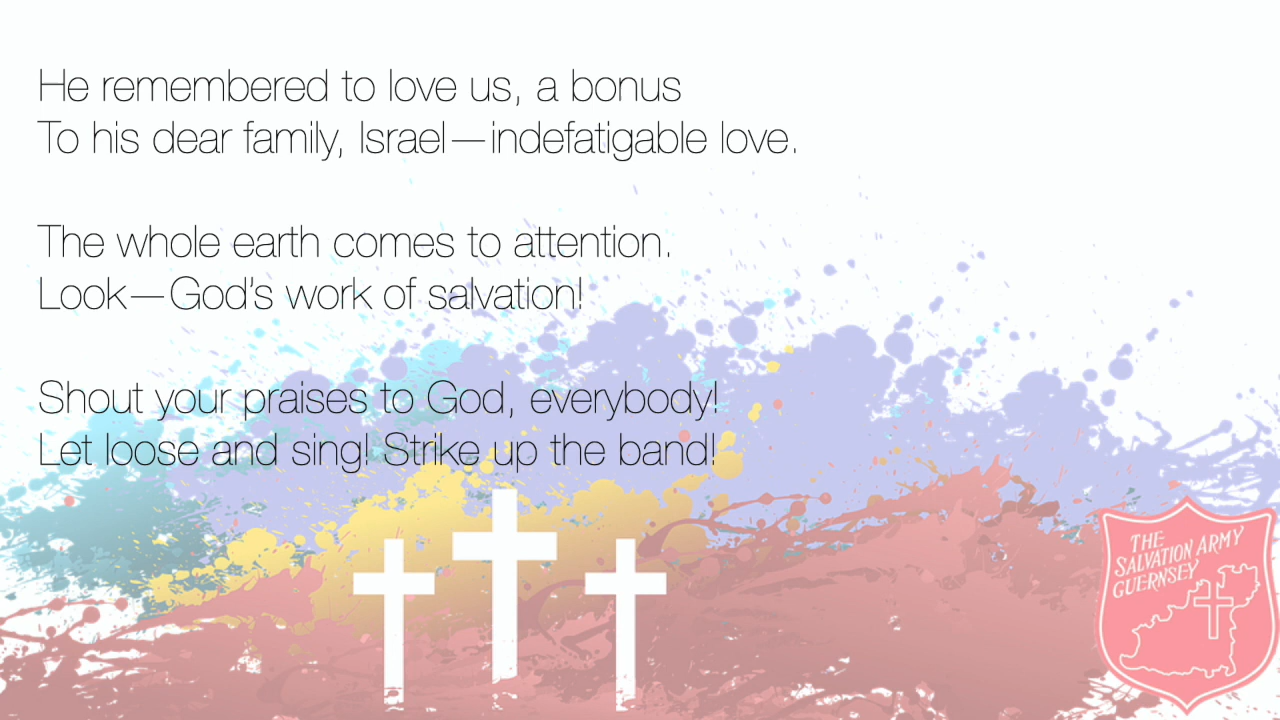 He remembered to love us, a bonus
To his dear family, Israel—indefatigable love.
The whole earth comes to attention.
Look—God’s work of salvation!
Shout your praises to God, everybody!
Let loose and sing! Strike up the band!
THE
SALVATION ARMY
GUERNSEY